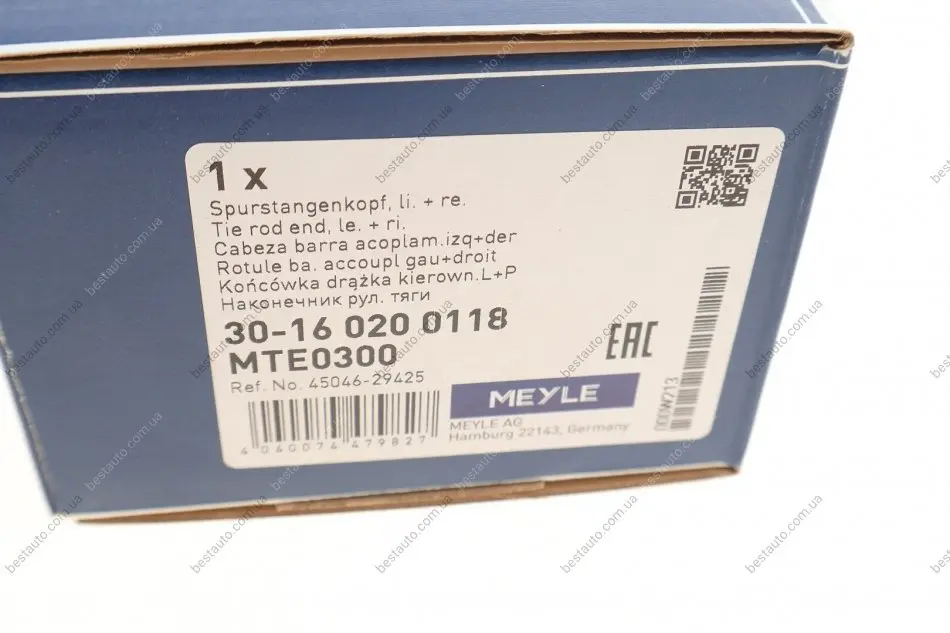 1 x
Spurstangenkopf, li. + re.
Tie rod end, le. + ri.
Cabeza barra acoplam.izq+der
Rotule ba. accoupl gau+droit
Końcówka drążka kierown.L+P
Наконечник рул. тяги
30-16 020 0118
MTE0300
Ref. No. 45046-29425
4 040074 479827
MEYLE
MEYLE AG
Hamburg 22143, Germany
EAC
000W213
bestauto.com.ua